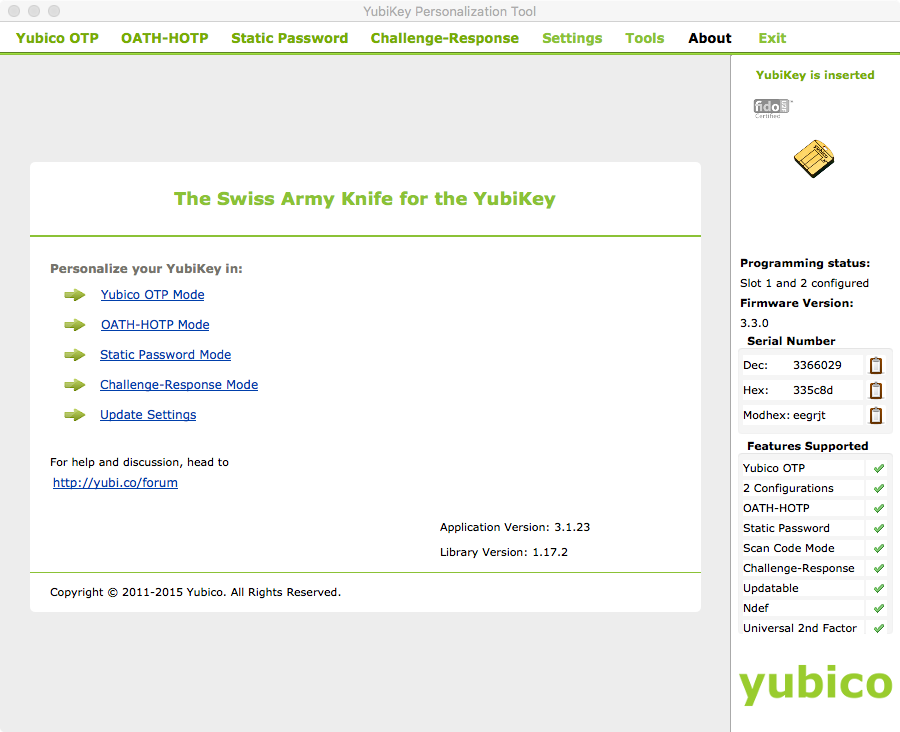 YubiKey Personalization Tool
Yubico OTP OATH-HOTP Static Password Challenge-Response Settings Tools About Exit
The Swiss Army Knife for the YubiKey
Personalize your YubiKey in:
Yubico OTP Mode
OATH-HOTP Mode
Static Password Mode
Challenge-Response Mode
Update Settings
For help and discussion, head to
http://yubi.co/forum
Application Version: 3.1.23
Library Version: 1.17.2
Copyright © 2011-2015 Yubico. All Rights Reserved.
YubiKey is inserted
fido
Certified
yubico
Programming status:
Slot 1 and 2 configured
Firmware Version:
3.3.0
Serial Number
Dec: 3366029
Hex: 335c8d
Modhex: eegrjt
Features Supported
Yubico OTP
2 Configurations
OATH-HOTP
Static Password
Scan Code Mode
Challenge-Response
Updatable
Ndef
Universal 2nd Factor
yubico